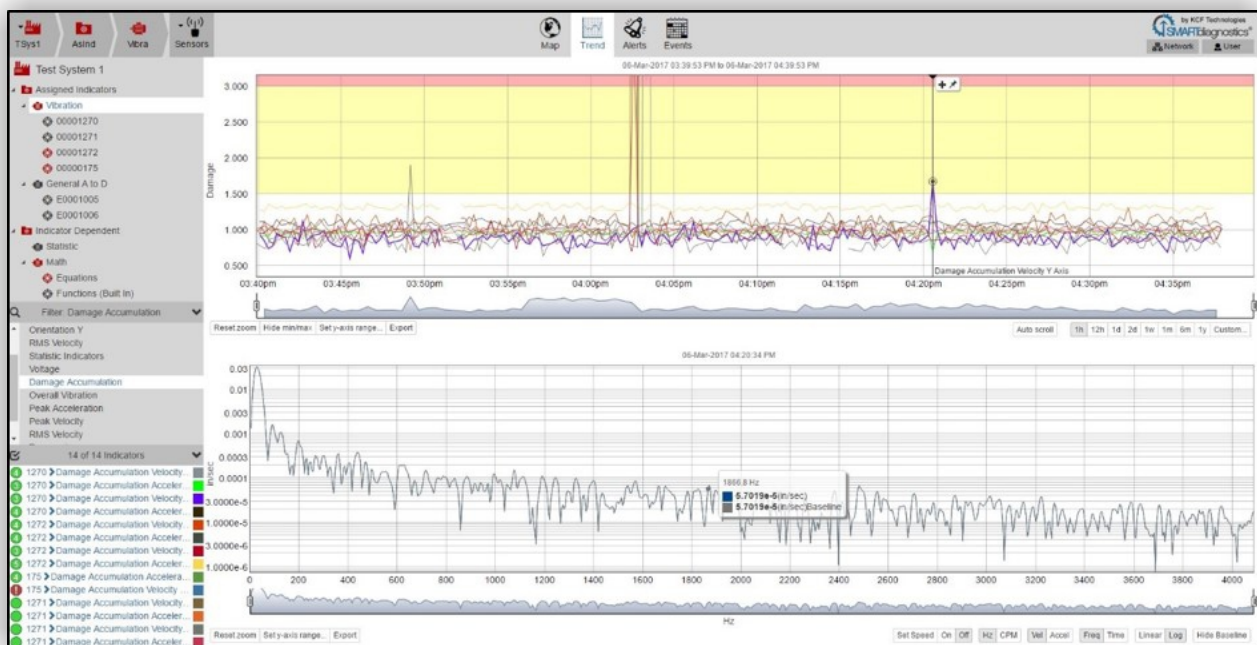 TSys1
AsInd
Vibra
Sensors
Map
Trend
Alerts
Events
by KCF Technologies
SMARTdiagnostics®
Network
User
Test System 1
Assigned Indicators
Vibration
00001270
00001271
00001272
00000175
General A to D
E0001005
E0001006
Indicator Dependent
Statistic
Math
Equations
Functions (Built In)
Filter: Damage Accumulation
Orientation Y
RMS Velocity
Statistic Indicators
Voltage
Damage Accumulation
Overall Vibration
Peak Acceleration
Peak Velocity
RMS Velocity
14 of 14 Indicators
4 1270 Damage Accumulation Velocity...
3 1270 Damage Accumulation Acceler...
3 1270 Damage Accumulation Velocity...
4 1270 Damage Accumulation Acceler...
4 1272 Damage Accumulation Velocity...
4 1272 Damage Accumulation Acceler...
3 1272 Damage Accumulation Velocity...
5 1272 Damage Accumulation Acceler...
4 175 Damage Accumulation Accelera...
! 175 Damage Accumulation Velocity ...
1271 Damage Accumulation Velocity...
1271 Damage Accumulation Acceler...
1271 Damage Accumulation Velocity...
1271 Damage Accumulation Acceler...
06-Mar-2017 03:39:53 PM to 06-Mar-2017 04:39:53 PM
Damage
3.000
2.500
2.000
1.500
1.000
0.500
Damage Accumulation Velocity Y Axis
03:40pm 03:45pm 03:50pm 03:55pm 04:00pm 04:05pm 04:10pm 04:15pm 04:20pm 04:25pm 04:30pm 04:35pm
Reset zoom Hide min/max Set y-axis range... Export
Auto scroll 1h 12h 1d 2d 1w 1m 6m 1y Custom...
06-Mar-2017 04:20:34 PM
in/sec
0.03
0.01
0.003
0.001
0.0003
0.0001
3.0000e-5
1.0000e-5
3.0000e-6
1.0000e-6
1866.8 Hz
5.7019e-5(in/sec)
5.7019e-5(in/sec)Baseline
0 200 400 600 800 1000 1200 1400 1600 1800 2000 2200 2400 2600 2800 3000 3200 3400 3600 3800 4000
Hz
Reset zoom Set y-axis range... Export
Set Speed On Off Hz CPM Vel Accel Freq Time Linear Log Hide Baseline